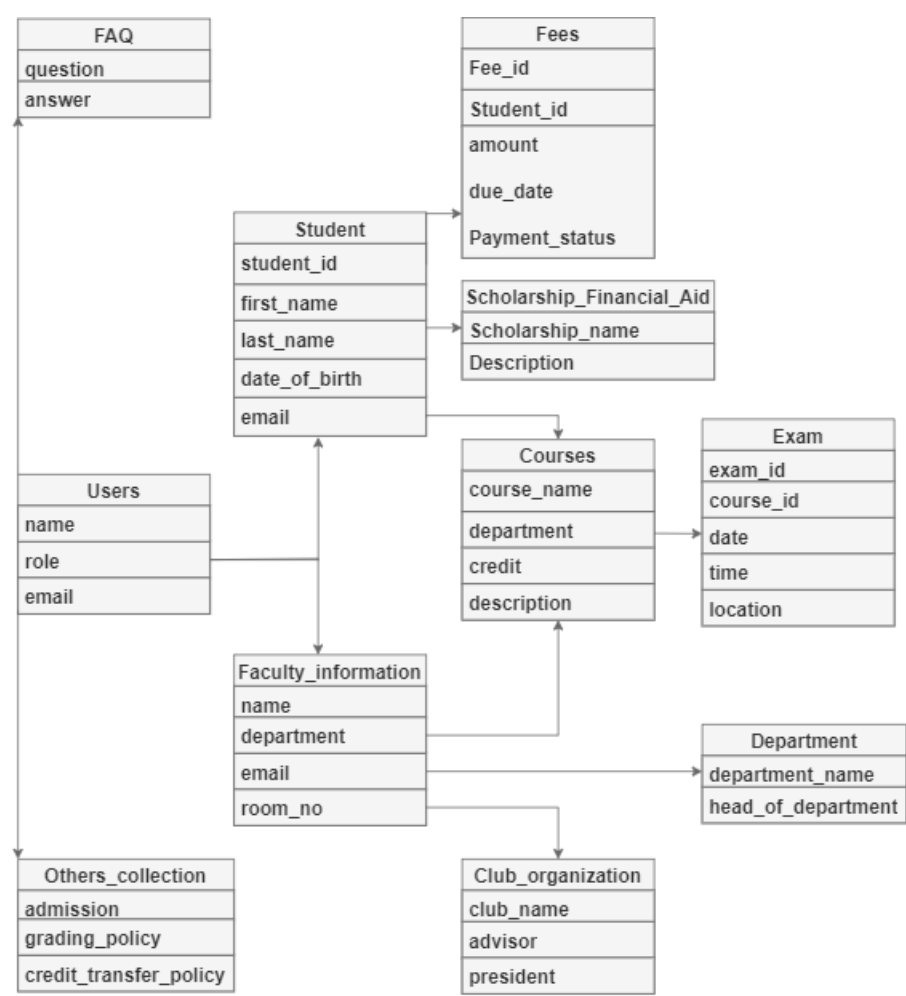 FAQ
question
answer
Fees
Fee_id
Student_id
amount
due_date
Payment_status
Student
student_id
first_name
last_name
date_of_birth
email
Scholarship_Financial_Aid
Scholarship_name
Description
Users
name
role
email
Courses
course_name
department
credit
description
Exam
exam_id
course_id
date
time
location
Faculty_information
name
department
email
room_no
Department
department_name
head_of_department
Others_collection
admission
grading_policy
credit_transfer_policy
Club_organization
club_name
advisor
president